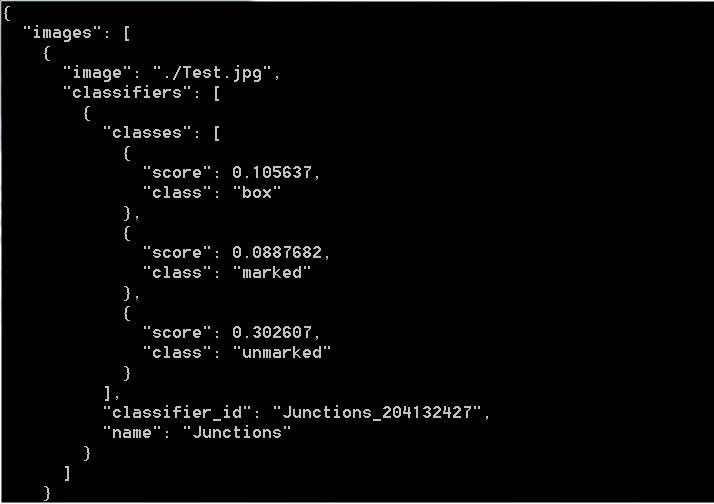 {
  "images": [
    {
      "image": "./Test.jpg",
      "classifiers": [
        {
          "classes": [
            {
              "score": 0.105637,
              "class": "box"
            },
            {
              "score": 0.0887682,
              "class": "marked"
            },
            {
              "score": 0.302607,
              "class": "unmarked"
            }
          ],
          "classifier_id": "Junctions_204132427",
          "name": "Junctions"
        }
      ]
    }